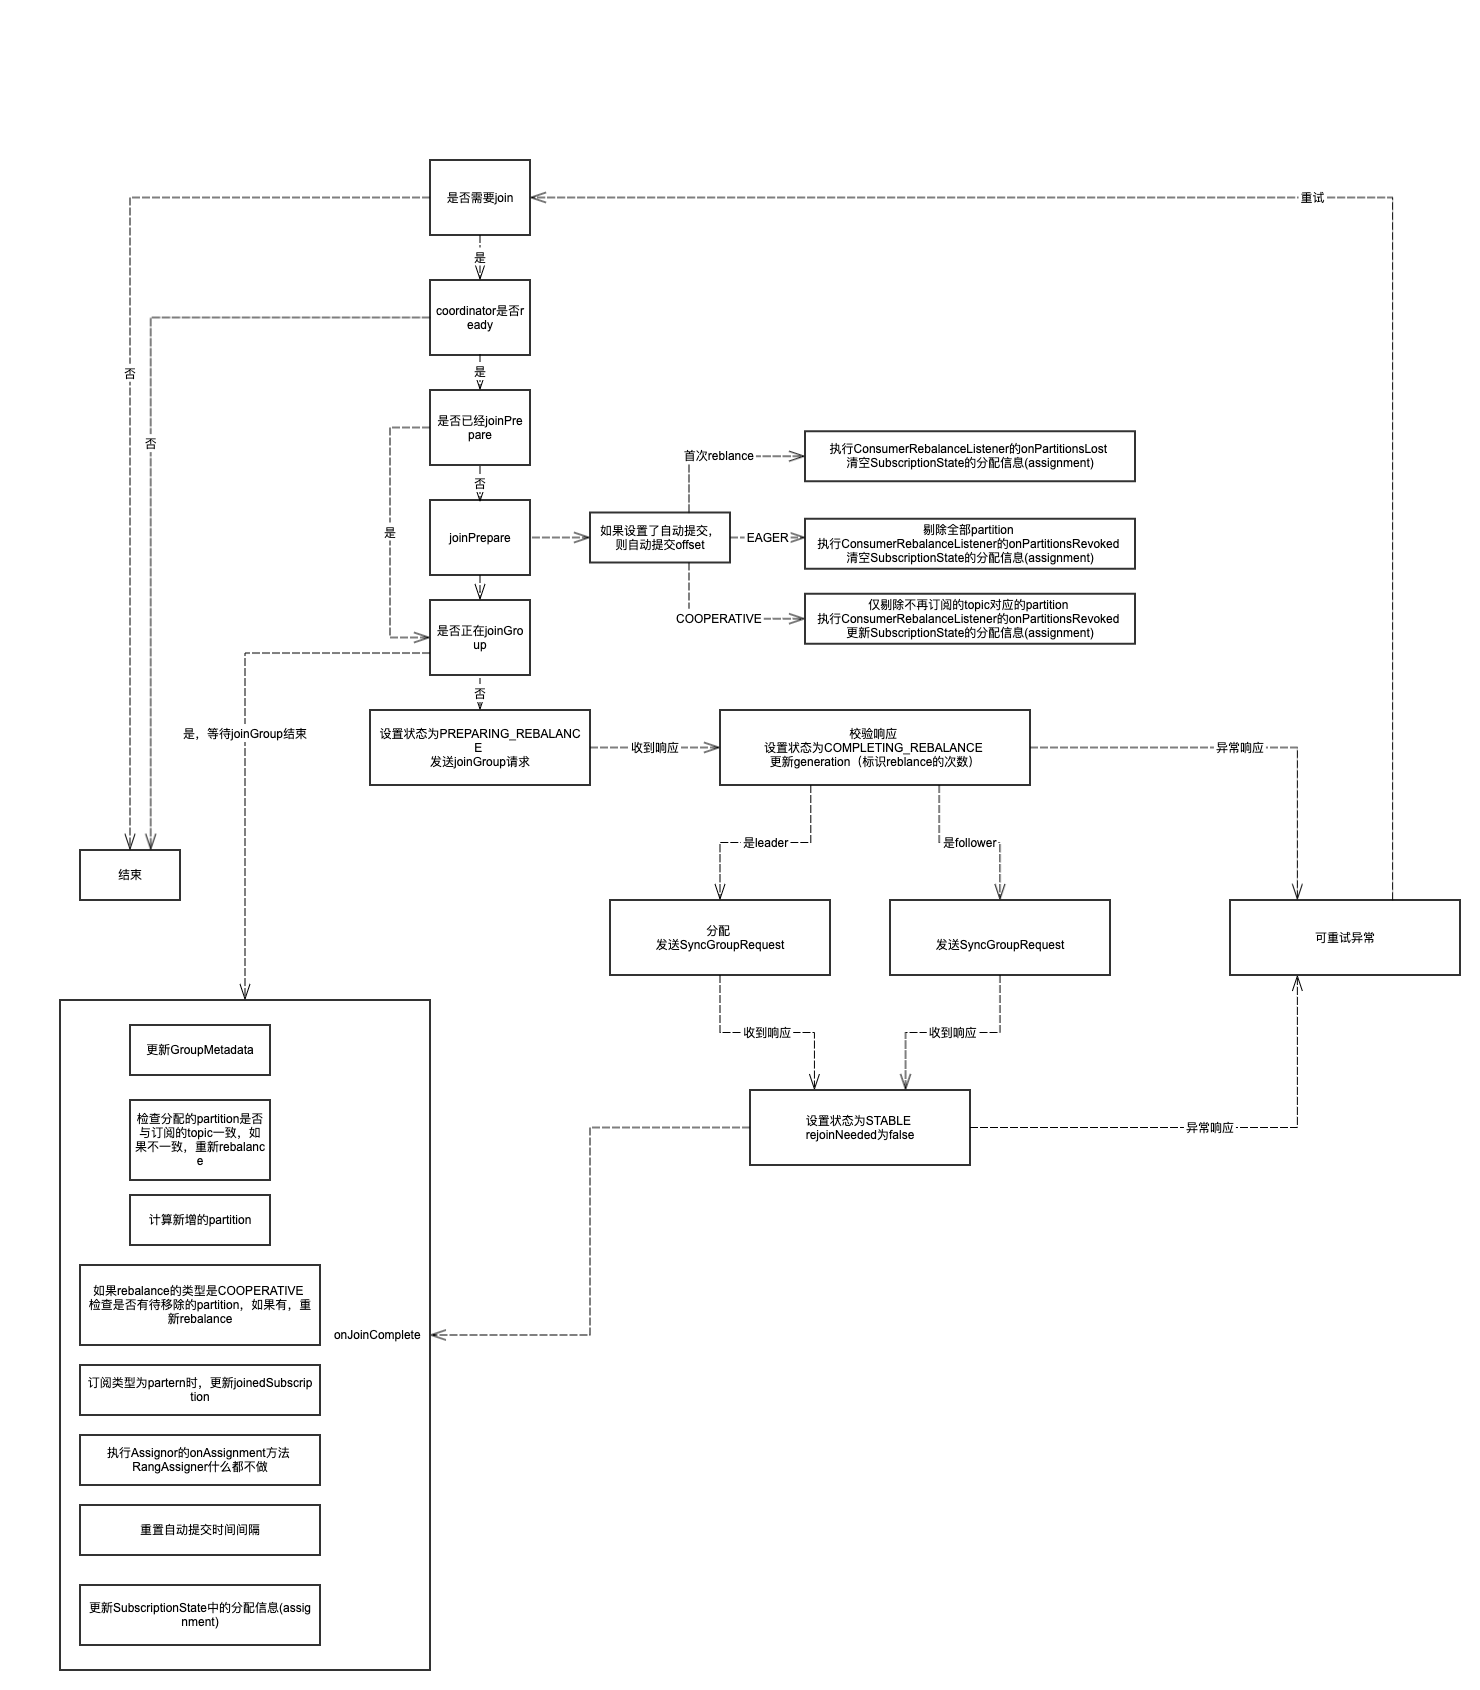 是否需要join
重试
是
coordinator是否r
eady
否
是
是否已经joinPre
pare
否
首次reblance
执行ConsumerRebalanceListener的onPartitionsLost
清空SubscriptionState的分配信息(assignment)
否
是
joinPrepare
如果设置了自动提交，
则自动提交offset
EAGER
剔除全部partition
执行ConsumerRebalanceListener的onPartitionsRevoked
清空SubscriptionState的分配信息(assignment)
COOPERATIVE
仅剔除不再订阅的topic对应的partition
执行ConsumerRebalanceListener的onPartitionsRevoked
更新SubscriptionState的分配信息(assignment)
是否正在joinGro
up
否
是，等待joinGroup结束
设置状态为PREPARING_REBALANC
E
发送joinGroup请求
收到响应
校验响应
设置状态为COMPLETING_REBALANCE
更新generation（标识reblance的次数）
异常响应
是leader
是follower
结束
分配
发送SyncGroupRequest
发送SyncGroupRequest
可重试异常
收到响应
收到响应
更新GroupMetadata
检查分配的partition是否
与订阅的topic一致，如
果不一致，重新rebalanc
e
设置状态为STABLE
rejoinNeeded为false
异常响应
计算新增的partition
如果rebalance的类型是COOPERATIVE
检查是否有待移除的partition，如果有，重
新rebalance
onJoinComplete
订阅类型为partern时，更新joinedSubscrip
tion
执行Assignor的onAssignment方法
RangAssigner什么都不做
重置自动提交时间间隔
更新SubscriptionState中的分配信息(assig
nment)